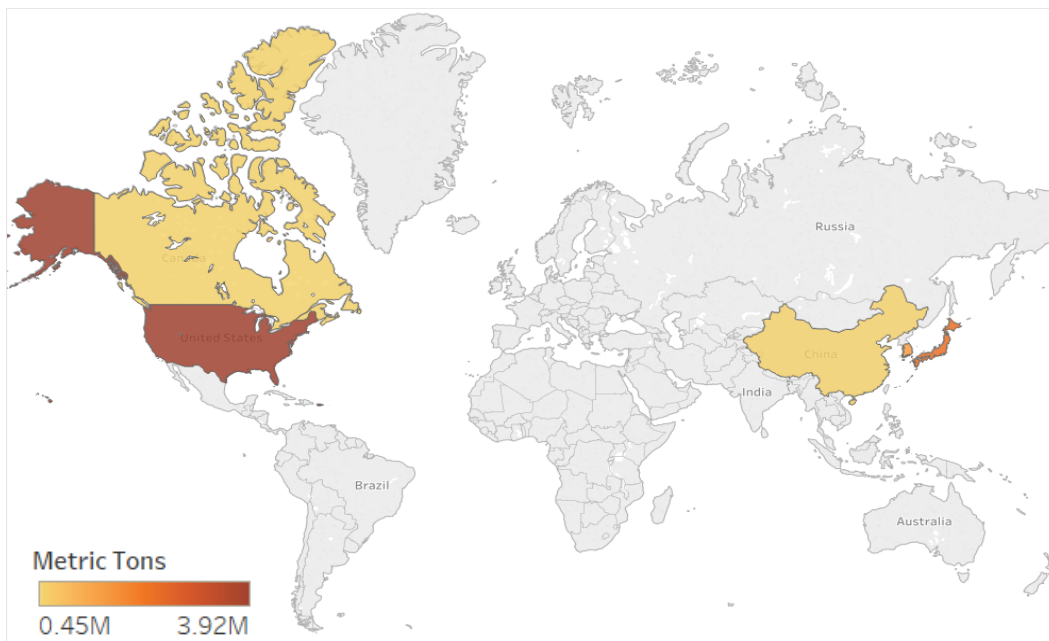 Canada
Russia
United States
China
India
Brazil
Australia
Metric Tons
0.45M 3.92M